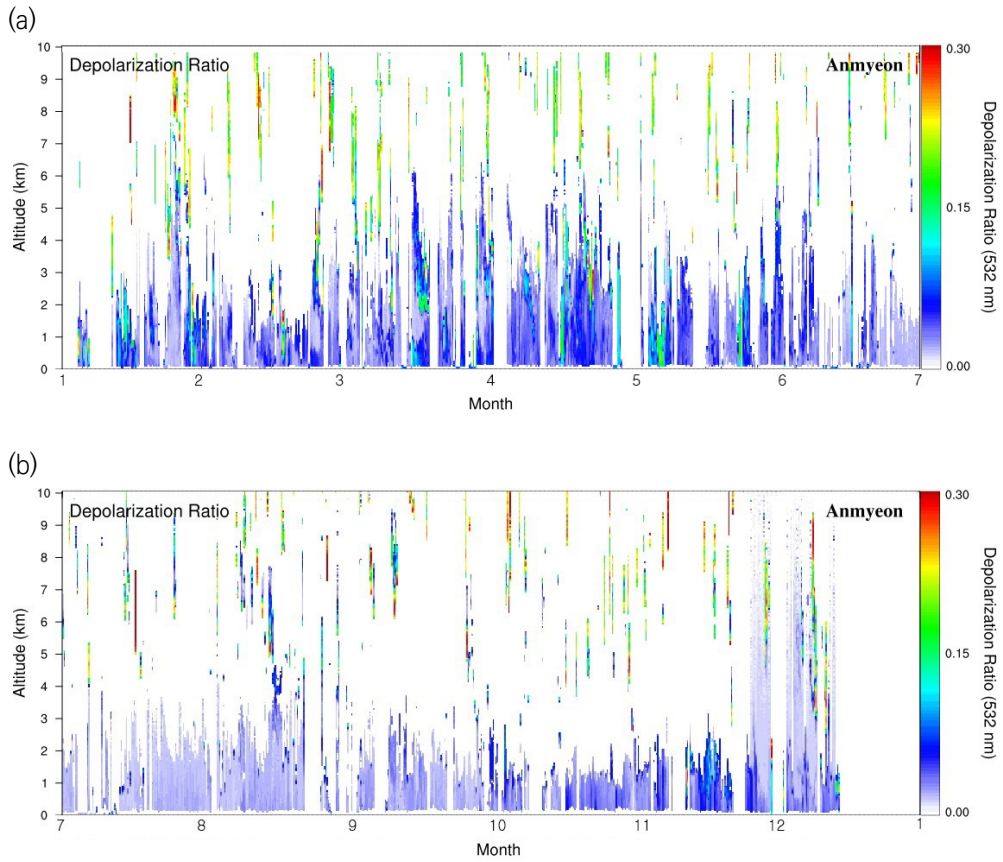 (a)
Depolarization Ratio
Anmyeon
10
9
8
7
6
5
4
3
2
1
0
Altitude (km)
1 2 3 4 5 6 7
Month
0.30
0.15
0.00
Depolarization Ratio (532 nm)
(b)
Depolarization Ratio
Anmyeon
10
9
8
7
6
5
4
3
2
1
0
Altitude (km)
7 8 9 10 11 12 1
Month
0.30
0.15
0.00
Depolarization Ratio (532 nm)